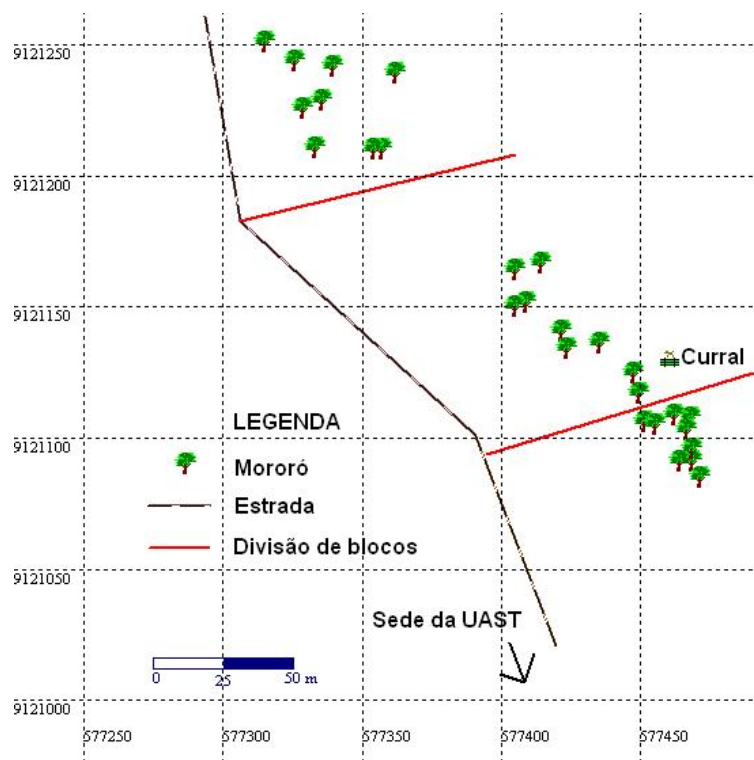 9121250
9121200
9121150
Curral
9121100
LEGENDA
Mororó
Estrada
Divisão de blocos
9121050
Sede da UAST
0 25 50 m
9121000
577250 577300 577350 577400 577450